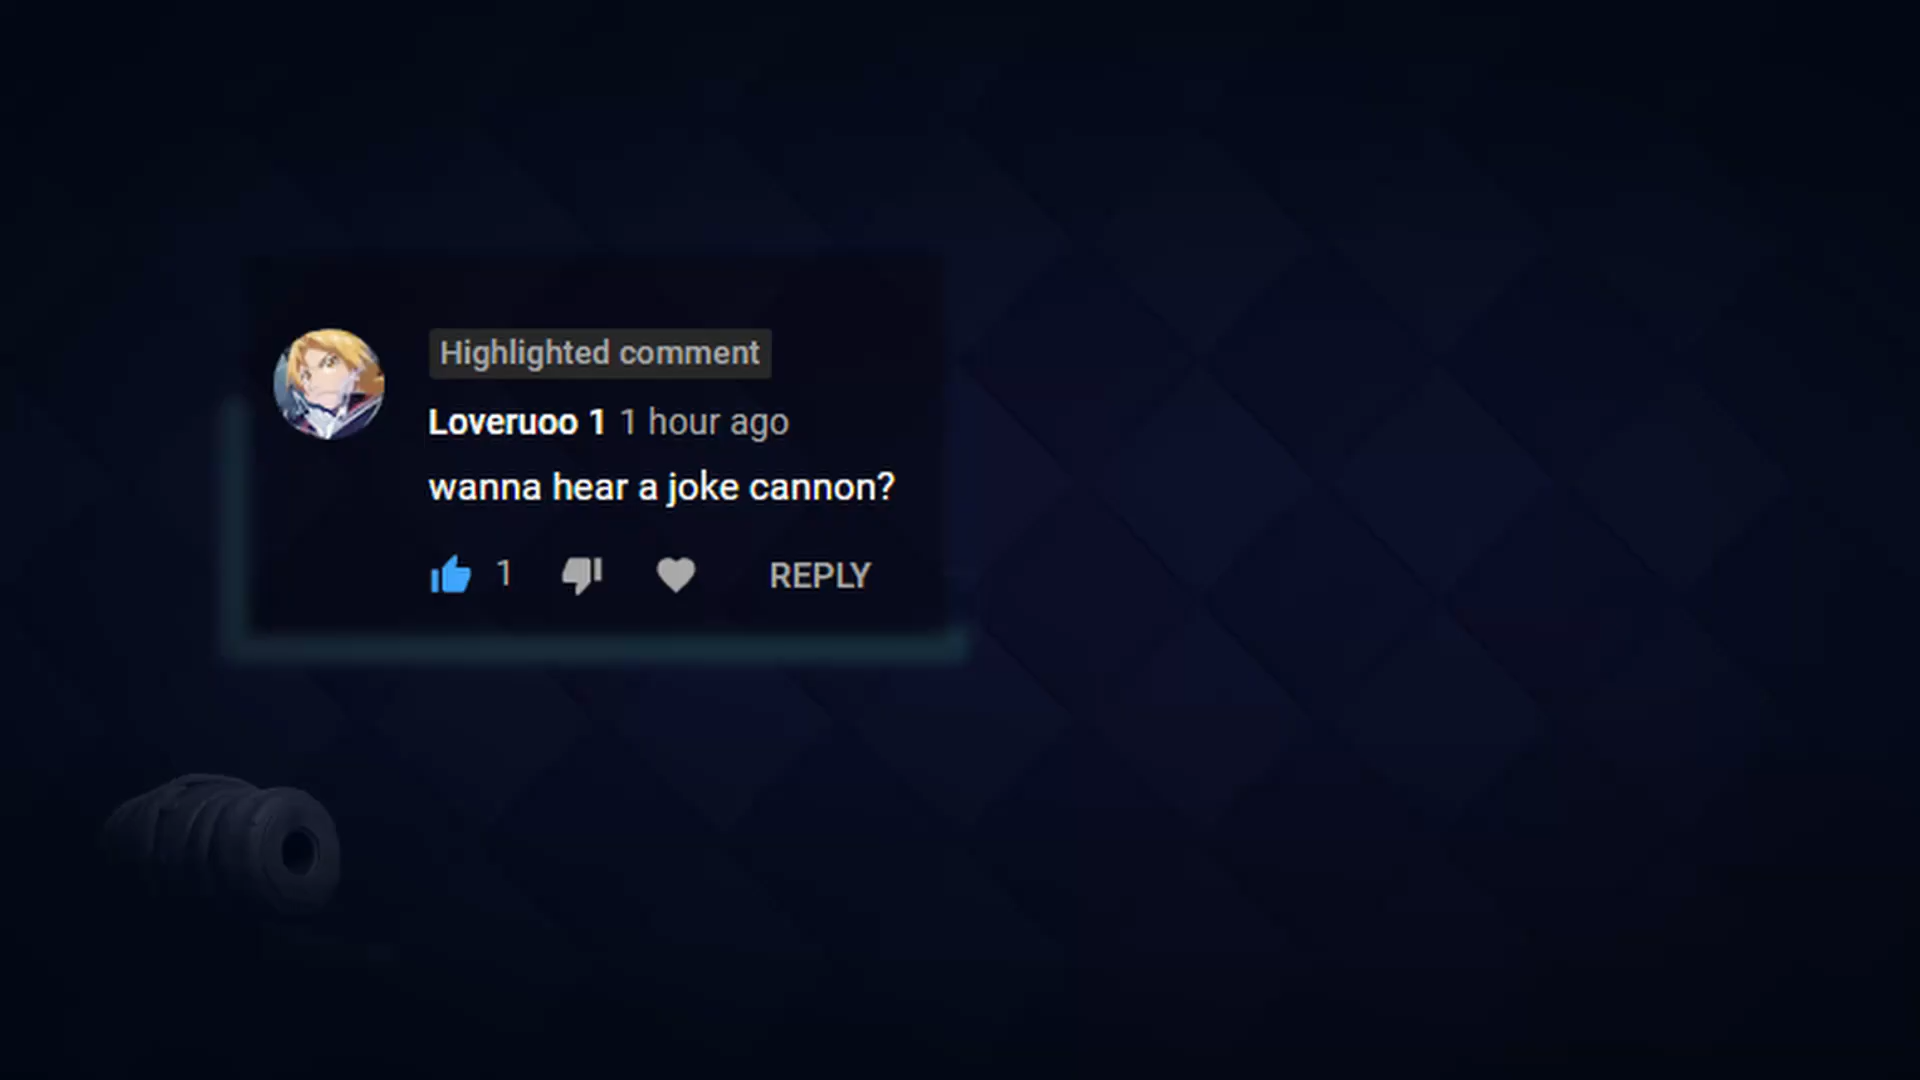 Highlighted comment
Loveruoo 1 1 hour ago
wanna hear a joke cannon?
1 REPLY